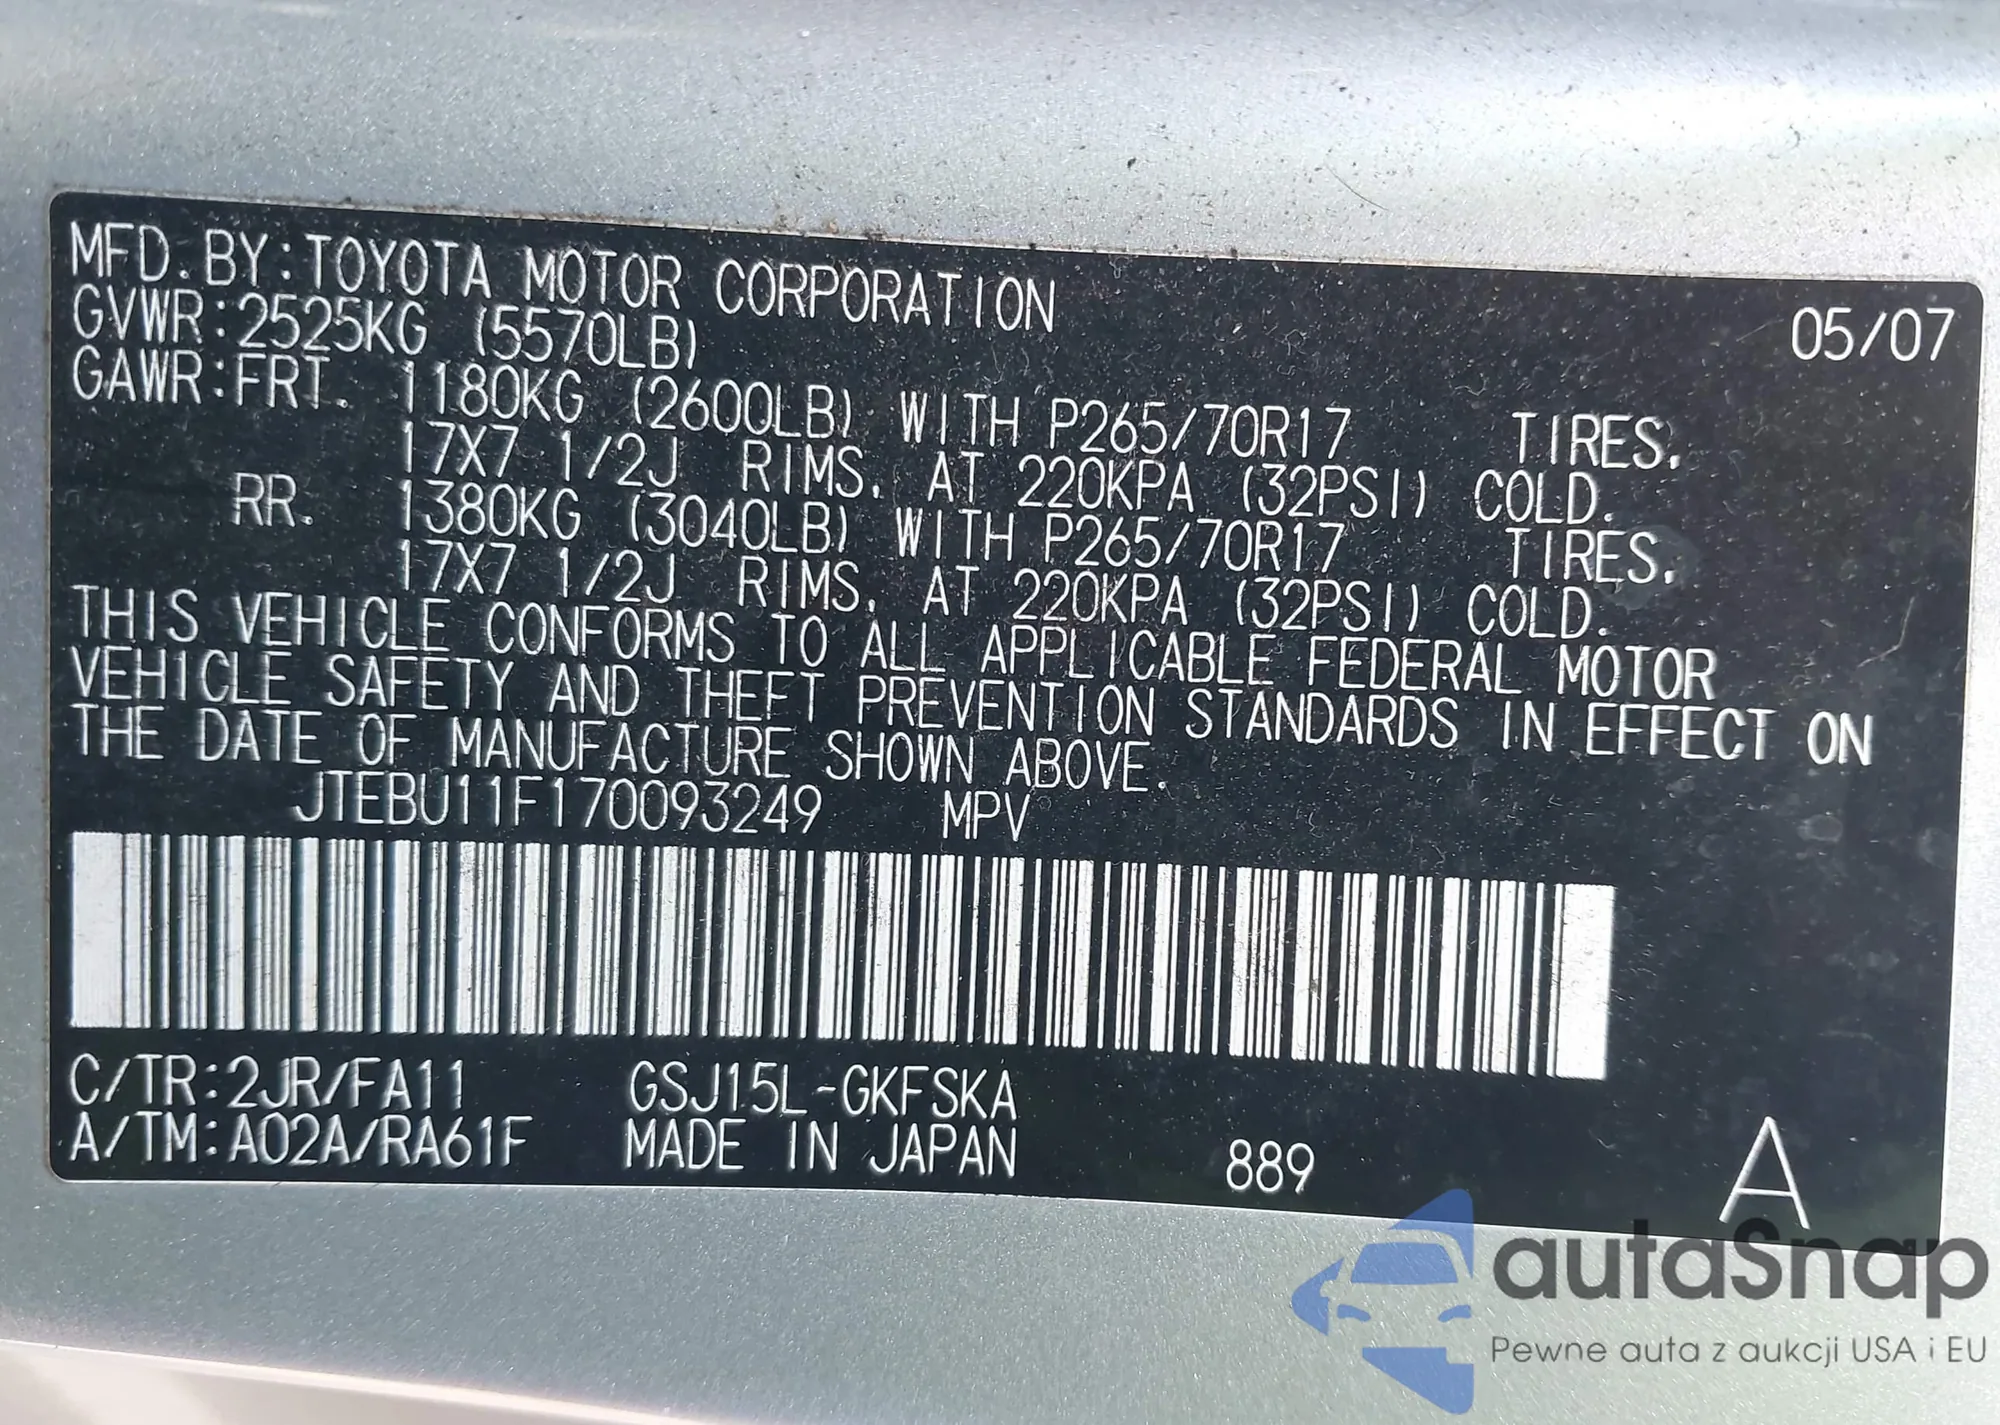 MFD. BY: TOYOTA MOTOR CORPORATION 05/07
GVWR: 2525KG (5570LB)
GAWR: FRT. 1180KG (2600LB) WITH P265/70R17 TIRES.
17X7 1/2J RIMS. AT 220KPA (32PSI) COLD.
RR. 1380KG (3040LB) WITH P265/70R17 TIRES.
17X7 1/2J RIMS. AT 220KPA (32PSI) COLD.
THIS VEHICLE CONFORMS TO ALL APPLICABLE FEDERAL MOTOR
VEHICLE SAFETY AND THEFT PREVENTION STANDARDS IN EFFECT ON
THE DATE OF MANUFACTURE SHOWN ABOVE.
JTEBU11F170093249 MPV
C/TR: 2JR/FA11 GSJ15L-GKFSKA
A/TM: A02A/RA61F MADE IN JAPAN 889 A
autaSnap
Pewne auta z aukcji USA i EU